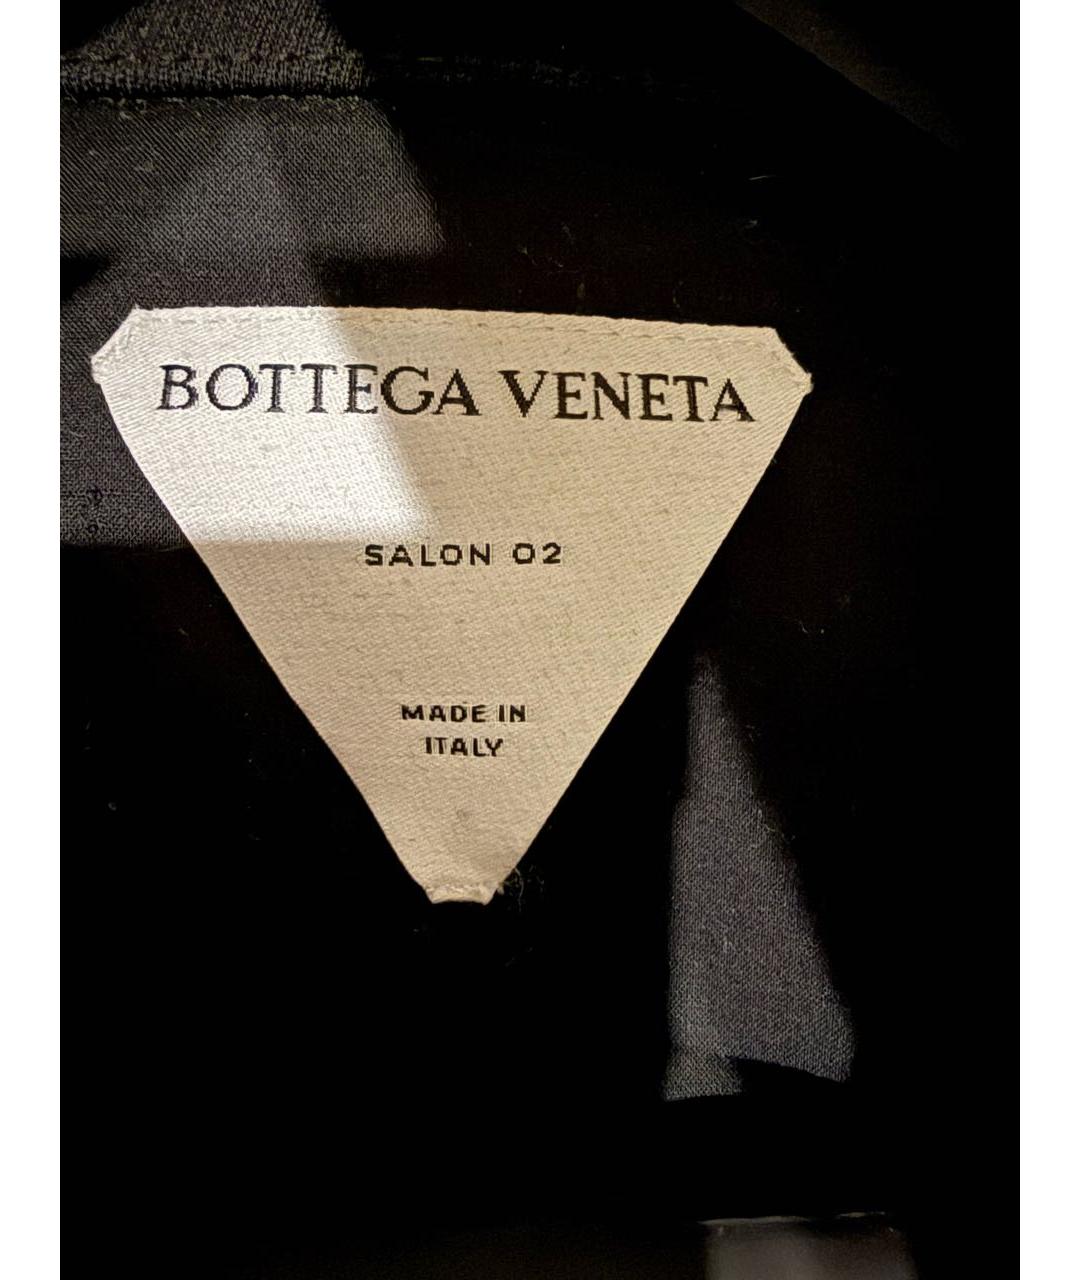 BOTTEGA VENETA
SALON 02
MADE IN
ITALY